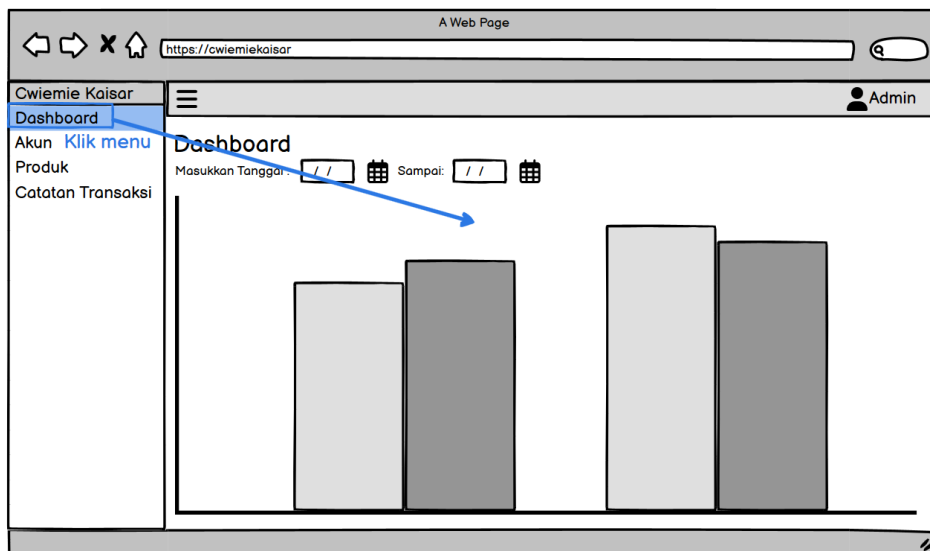 A Web Page
https://cwiemiekaisar
Cwiemie Kaisar
Admin
Dashboard
Akun
Klik menu
Produk
Catatan Transaksi
Dashboard
Masukkan Tanggal : / / Sampai: / /